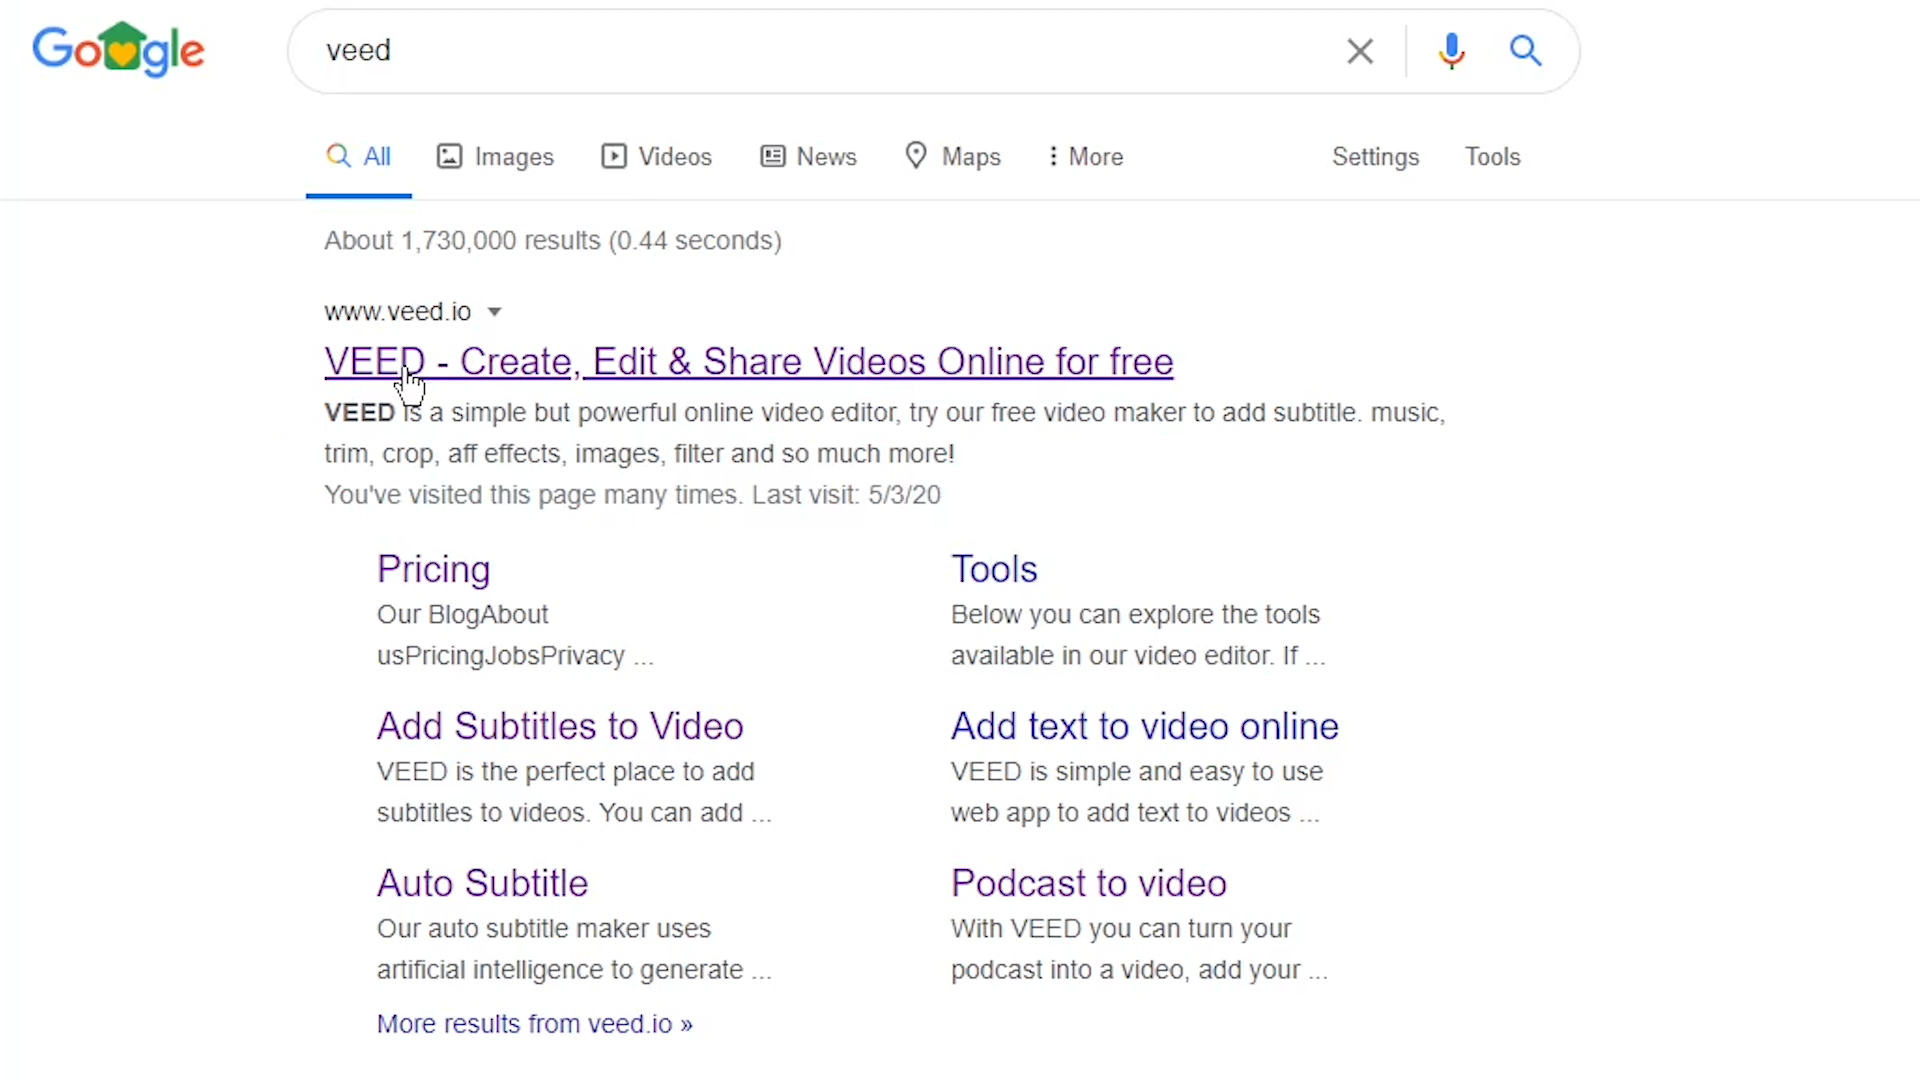 Google
veed
All Images Videos News Maps More Settings Tools
About 1,730,000 results (0.44 seconds)
www.veed.io
VEED - Create, Edit & Share Videos Online for free
VEED is a simple but powerful online video editor, try our free video maker to add subtitle. music,
trim, crop, aff effects, images, filter and so much more!
You've visited this page many times. Last visit: 5/3/20
Pricing
Our BlogAbout
usPricingJobsPrivacy ...
Tools
Below you can explore the tools
available in our video editor. If ...
Add Subtitles to Video
VEED is the perfect place to add
subtitles to videos. You can add ...
Add text to video online
VEED is simple and easy to use
web app to add text to videos ...
Auto Subtitle
Our auto subtitle maker uses
artificial intelligence to generate ...
Podcast to video
With VEED you can turn your
podcast into a video, add your ...
More results from veed.io »